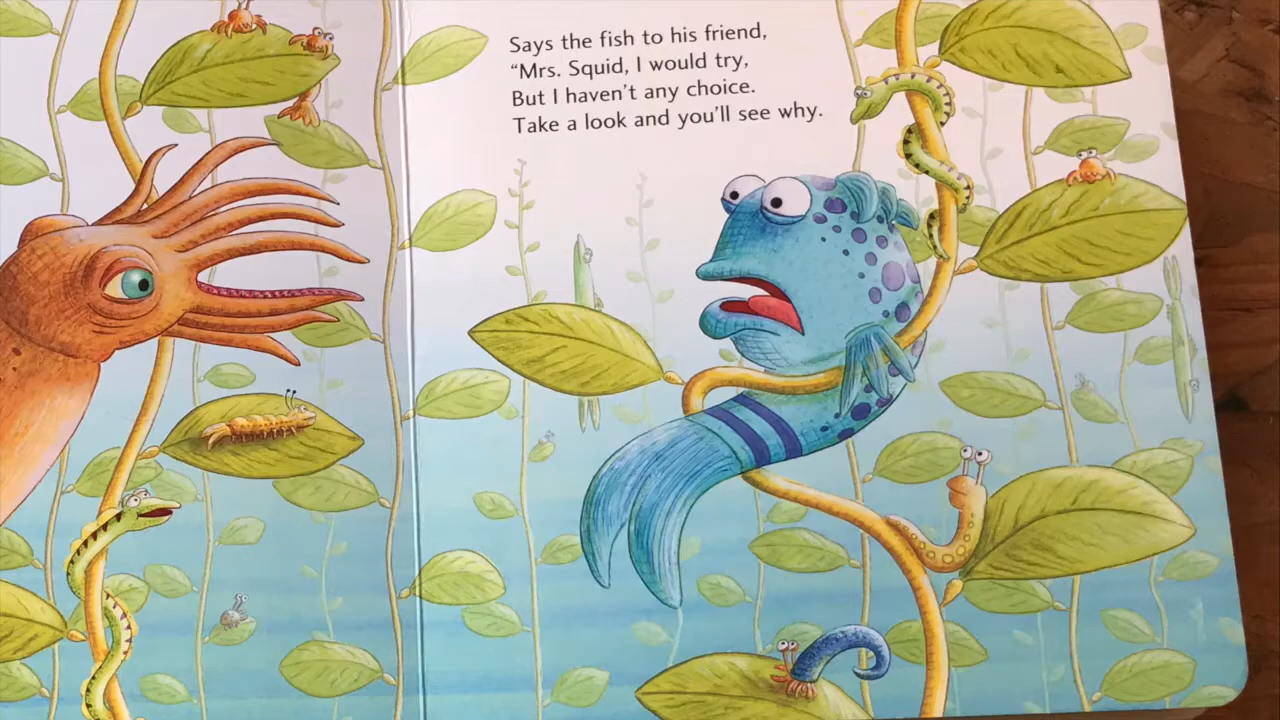 Says the fish to his friend,
“Mrs. Squid, I would try,
But I haven’t any choice.
Take a look and you’ll see why.